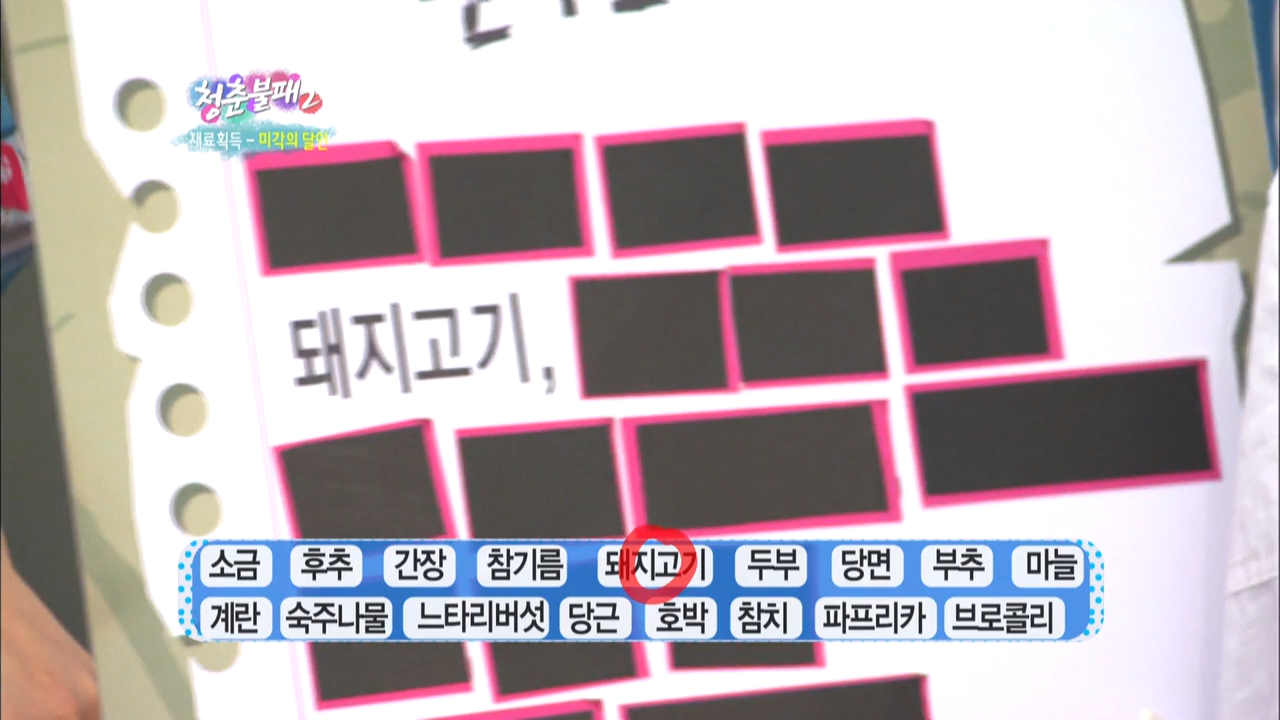 청춘불패2
재료획득 - 미각의 달인
돼지고기,
소금 후추 간장 참기름 돼지고기 두부 당면 부추 마늘
계란 숙주나물 느타리버섯 당근 호박 참치 파프리카 브로콜리